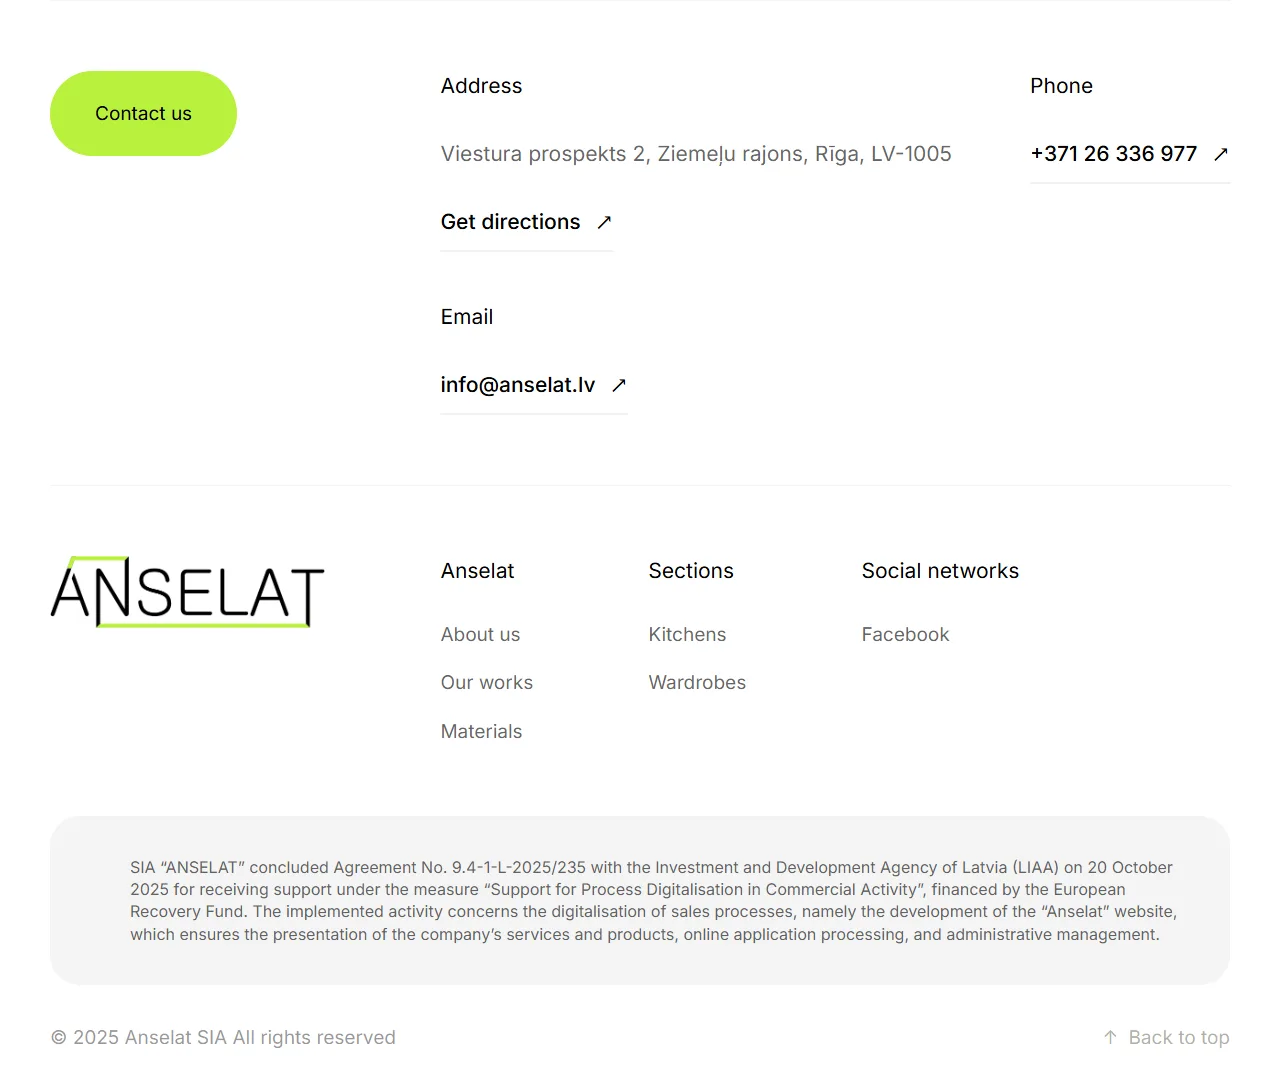 Contact us
Address
Viestura prospekts 2, Ziemeļu rajons, Rīga, LV-1005
Get directions ↗
Email
info@anselat.lv ↗
Phone
+371 26 336 977 ↗
ANSELAT
Anselat
About us
Our works
Materials
Sections
Kitchens
Wardrobes
Social networks
Facebook
SIA “ANSELAT” concluded Agreement No. 9.4-1-L-2025/235 with the Investment and Development Agency of Latvia (LIAA) on 20 October
2025 for receiving support under the measure “Support for Process Digitalisation in Commercial Activity”, financed by the European
Recovery Fund. The implemented activity concerns the digitalisation of sales processes, namely the development of the “Anselat” website,
which ensures the presentation of the company’s services and products, online application processing, and administrative management.
© 2025 Anselat SIA All rights reserved
↑ Back to top